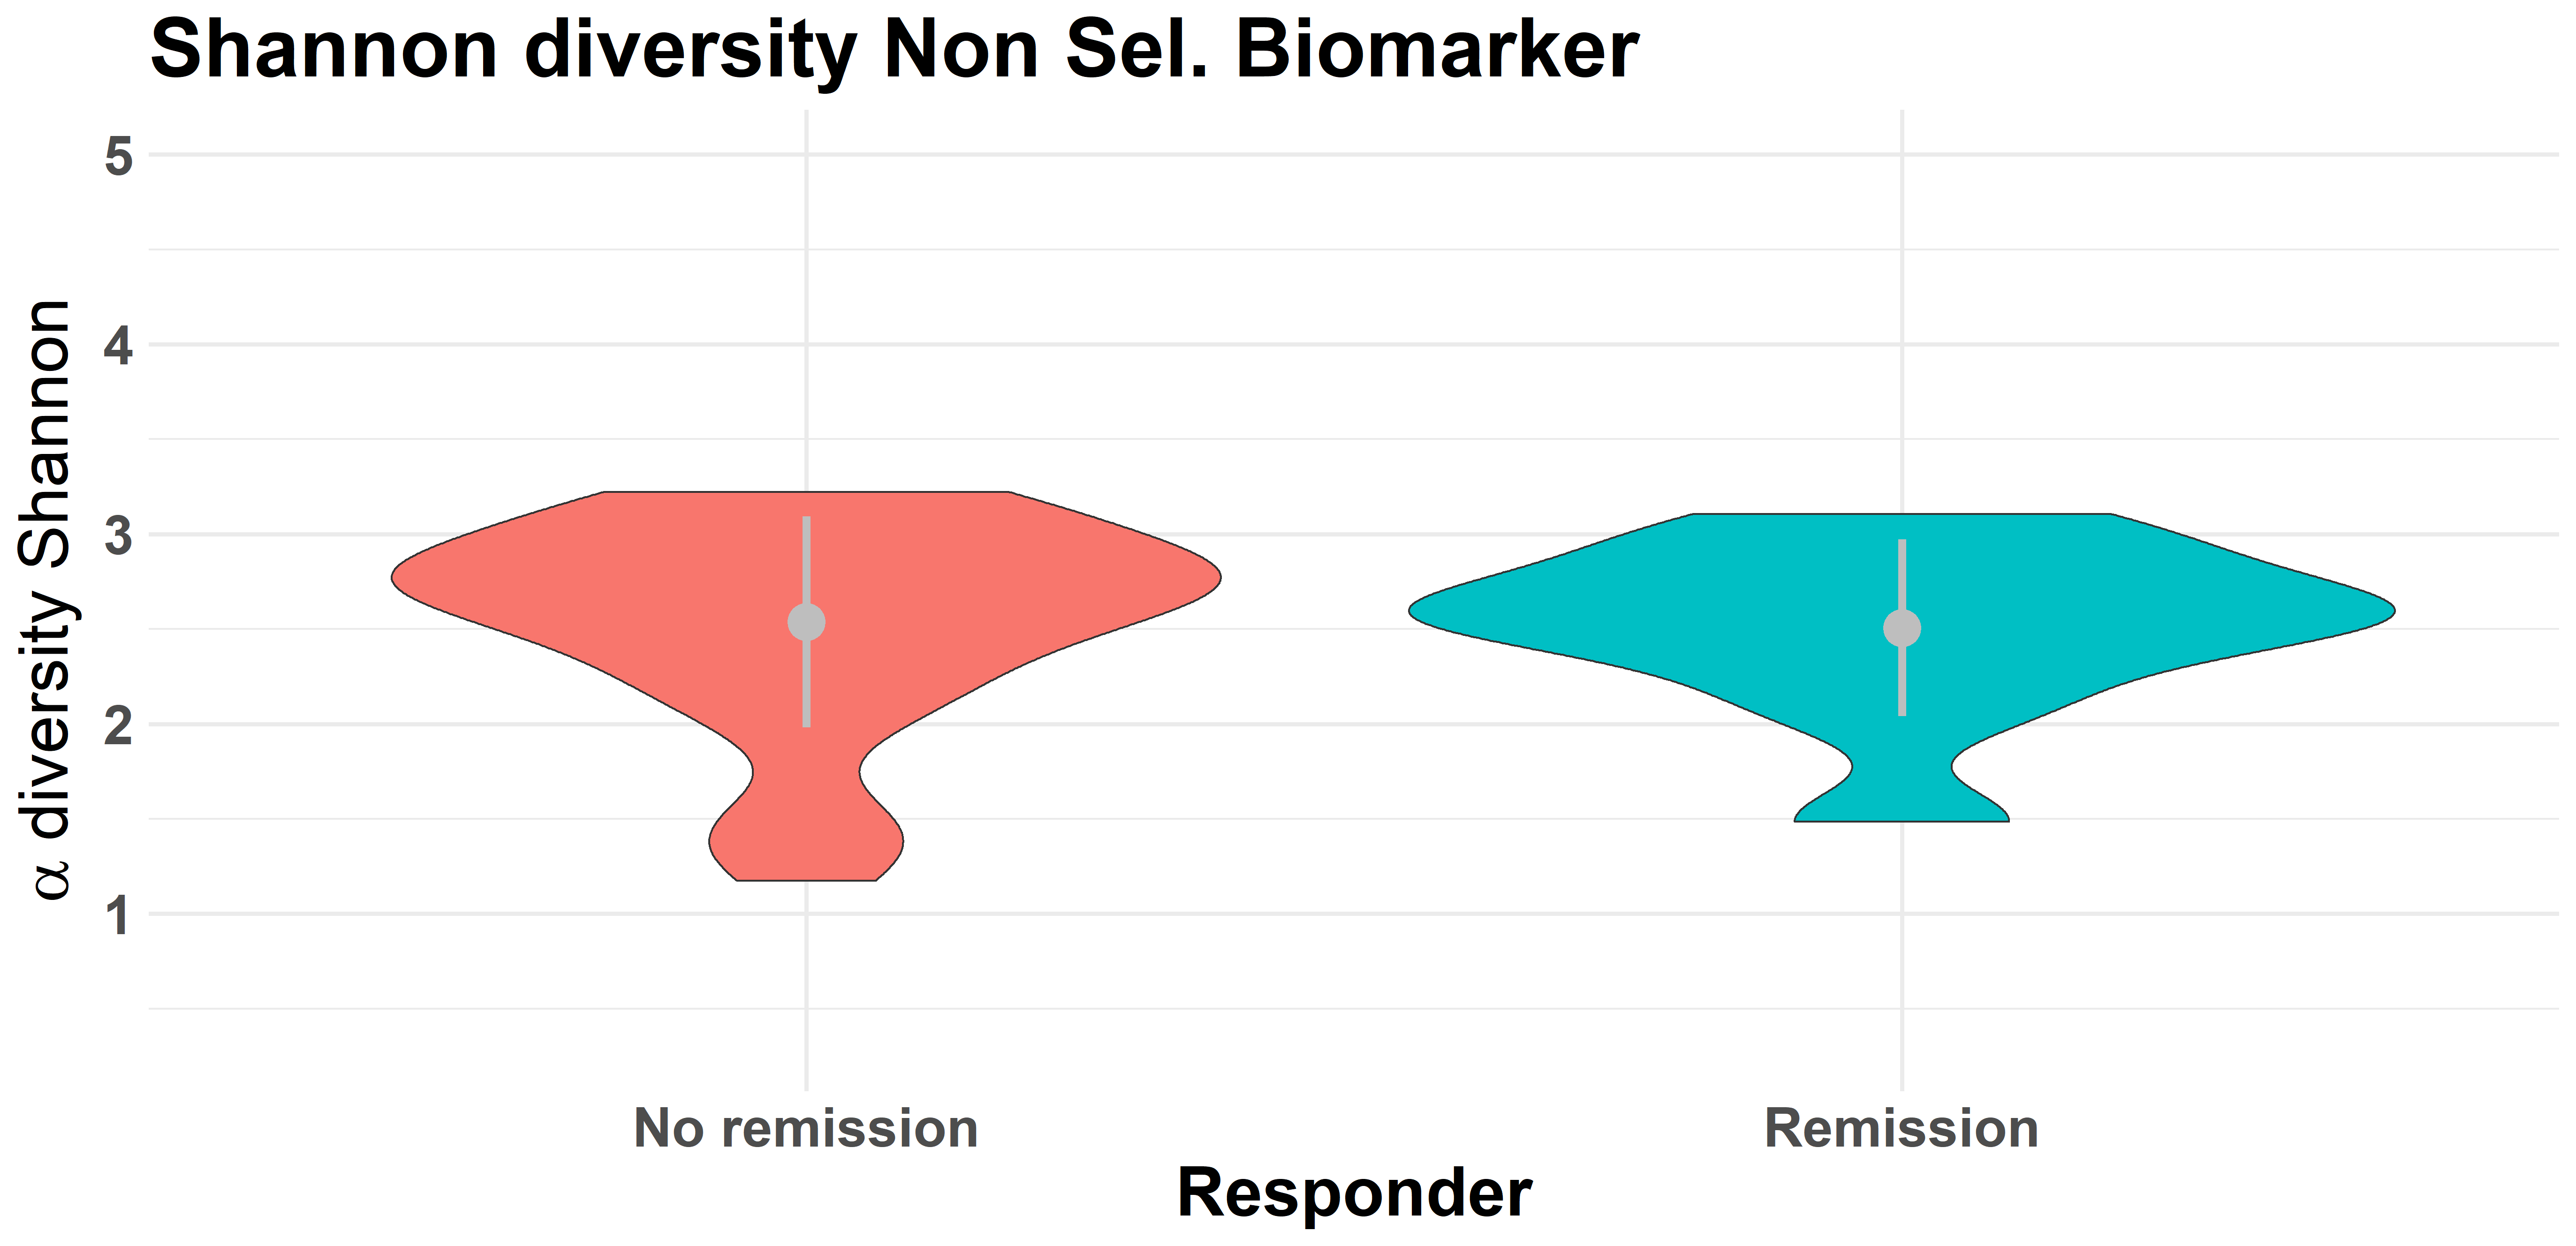 Shannon diversity Non Sel. Biomarker
α diversity Shannon
5
4
3
2
1
No remission
Remission
Responder